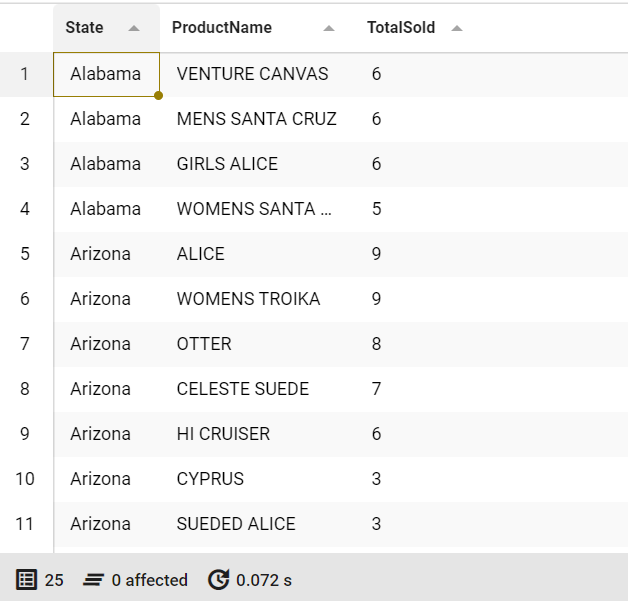 State ProductName TotalSold
1 Alabama VENTURE CANVAS 6
2 Alabama MENS SANTA CRUZ 6
3 Alabama GIRLS ALICE 6
4 Alabama WOMENS SANTA ... 5
5 Arizona ALICE 9
6 Arizona WOMENS TROIKA 9
7 Arizona OTTER 8
8 Arizona CELESTE SUEDE 7
9 Arizona HI CRUISER 6
10 Arizona CYPRUS 3
11 Arizona SUEDED ALICE 3
25 0 affected 0.072 s